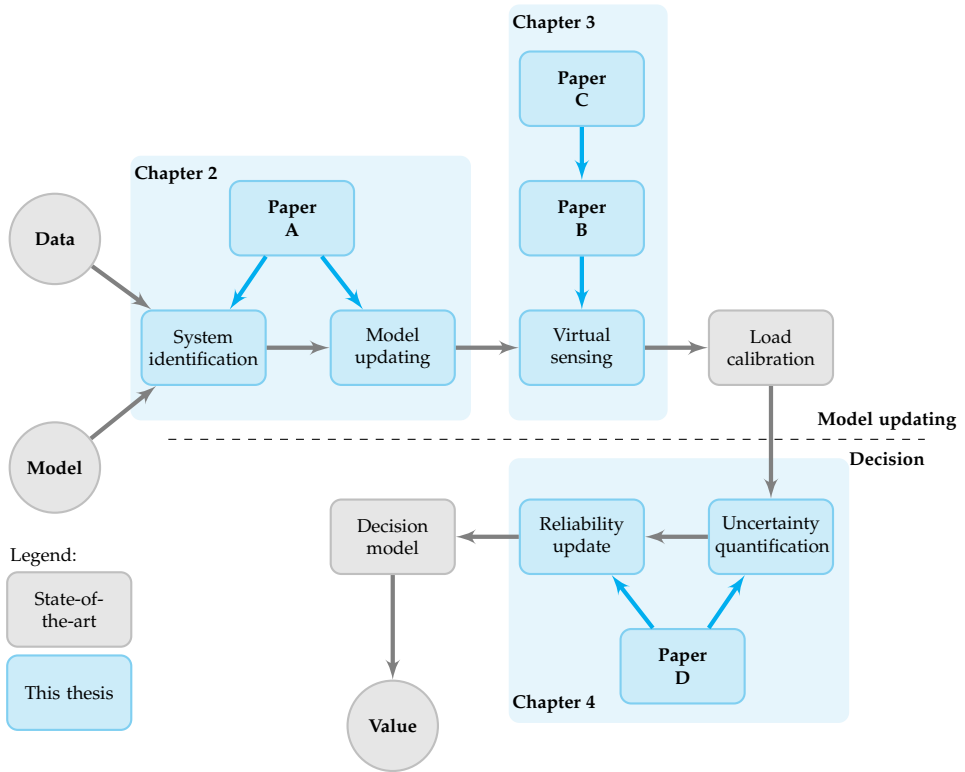 Chapter 3
Paper
C
Chapter 2
Paper
A
Paper
B
Data
System
identification
Model
updating
Virtual
sensing
Load
calibration
Model updating
Decision
Model
Decision
model
Reliability
update
Uncertainty
quantification
Legend:
State-of-
the-art
This thesis
Paper
D
Chapter 4
Value